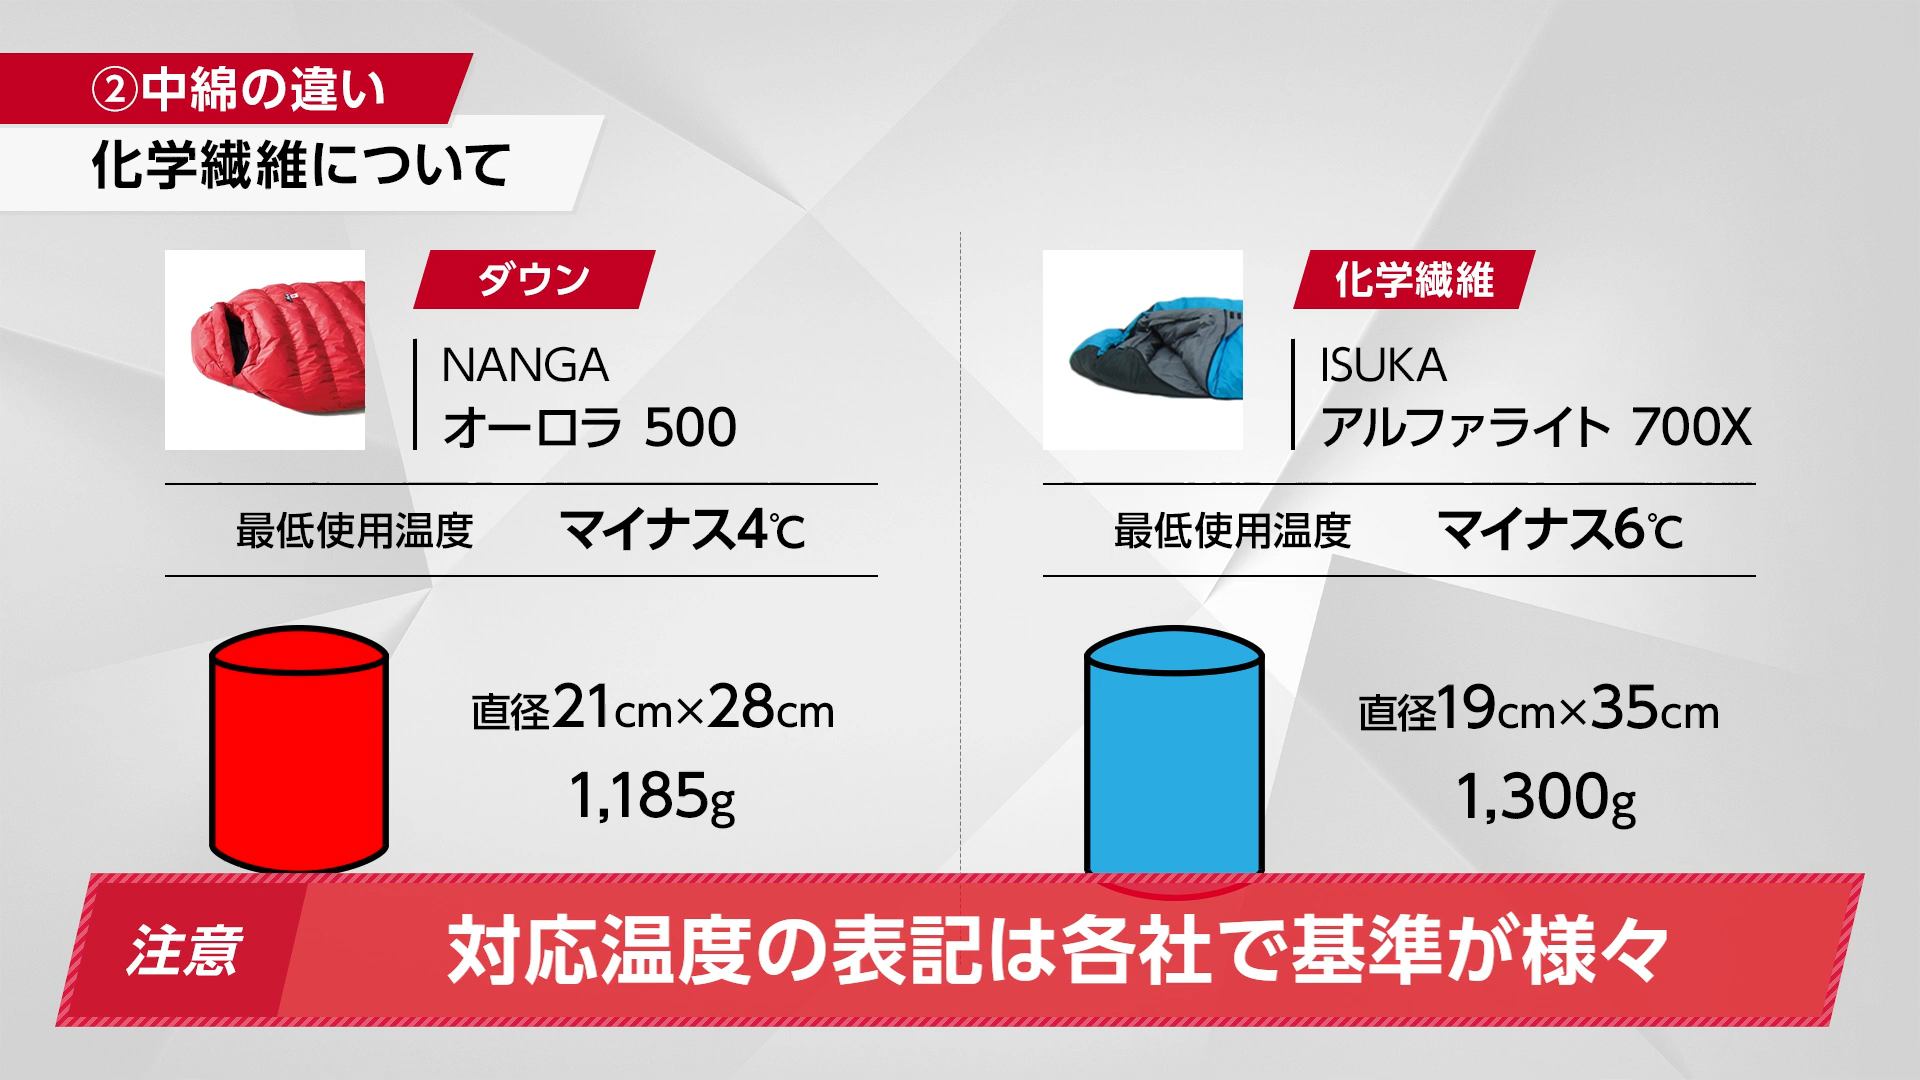 ②中綿の違い
化学繊維について
ダウン
NANGA
オーロラ 500
最低使用温度 マイナス4℃
直径21cm×28cm
1,185g
化学繊維
ISUKA
アルファライト 700X
最低使用温度 マイナス6℃
直径19cm×35cm
1,300g
注意 対応温度の表記は各社で基準が様々